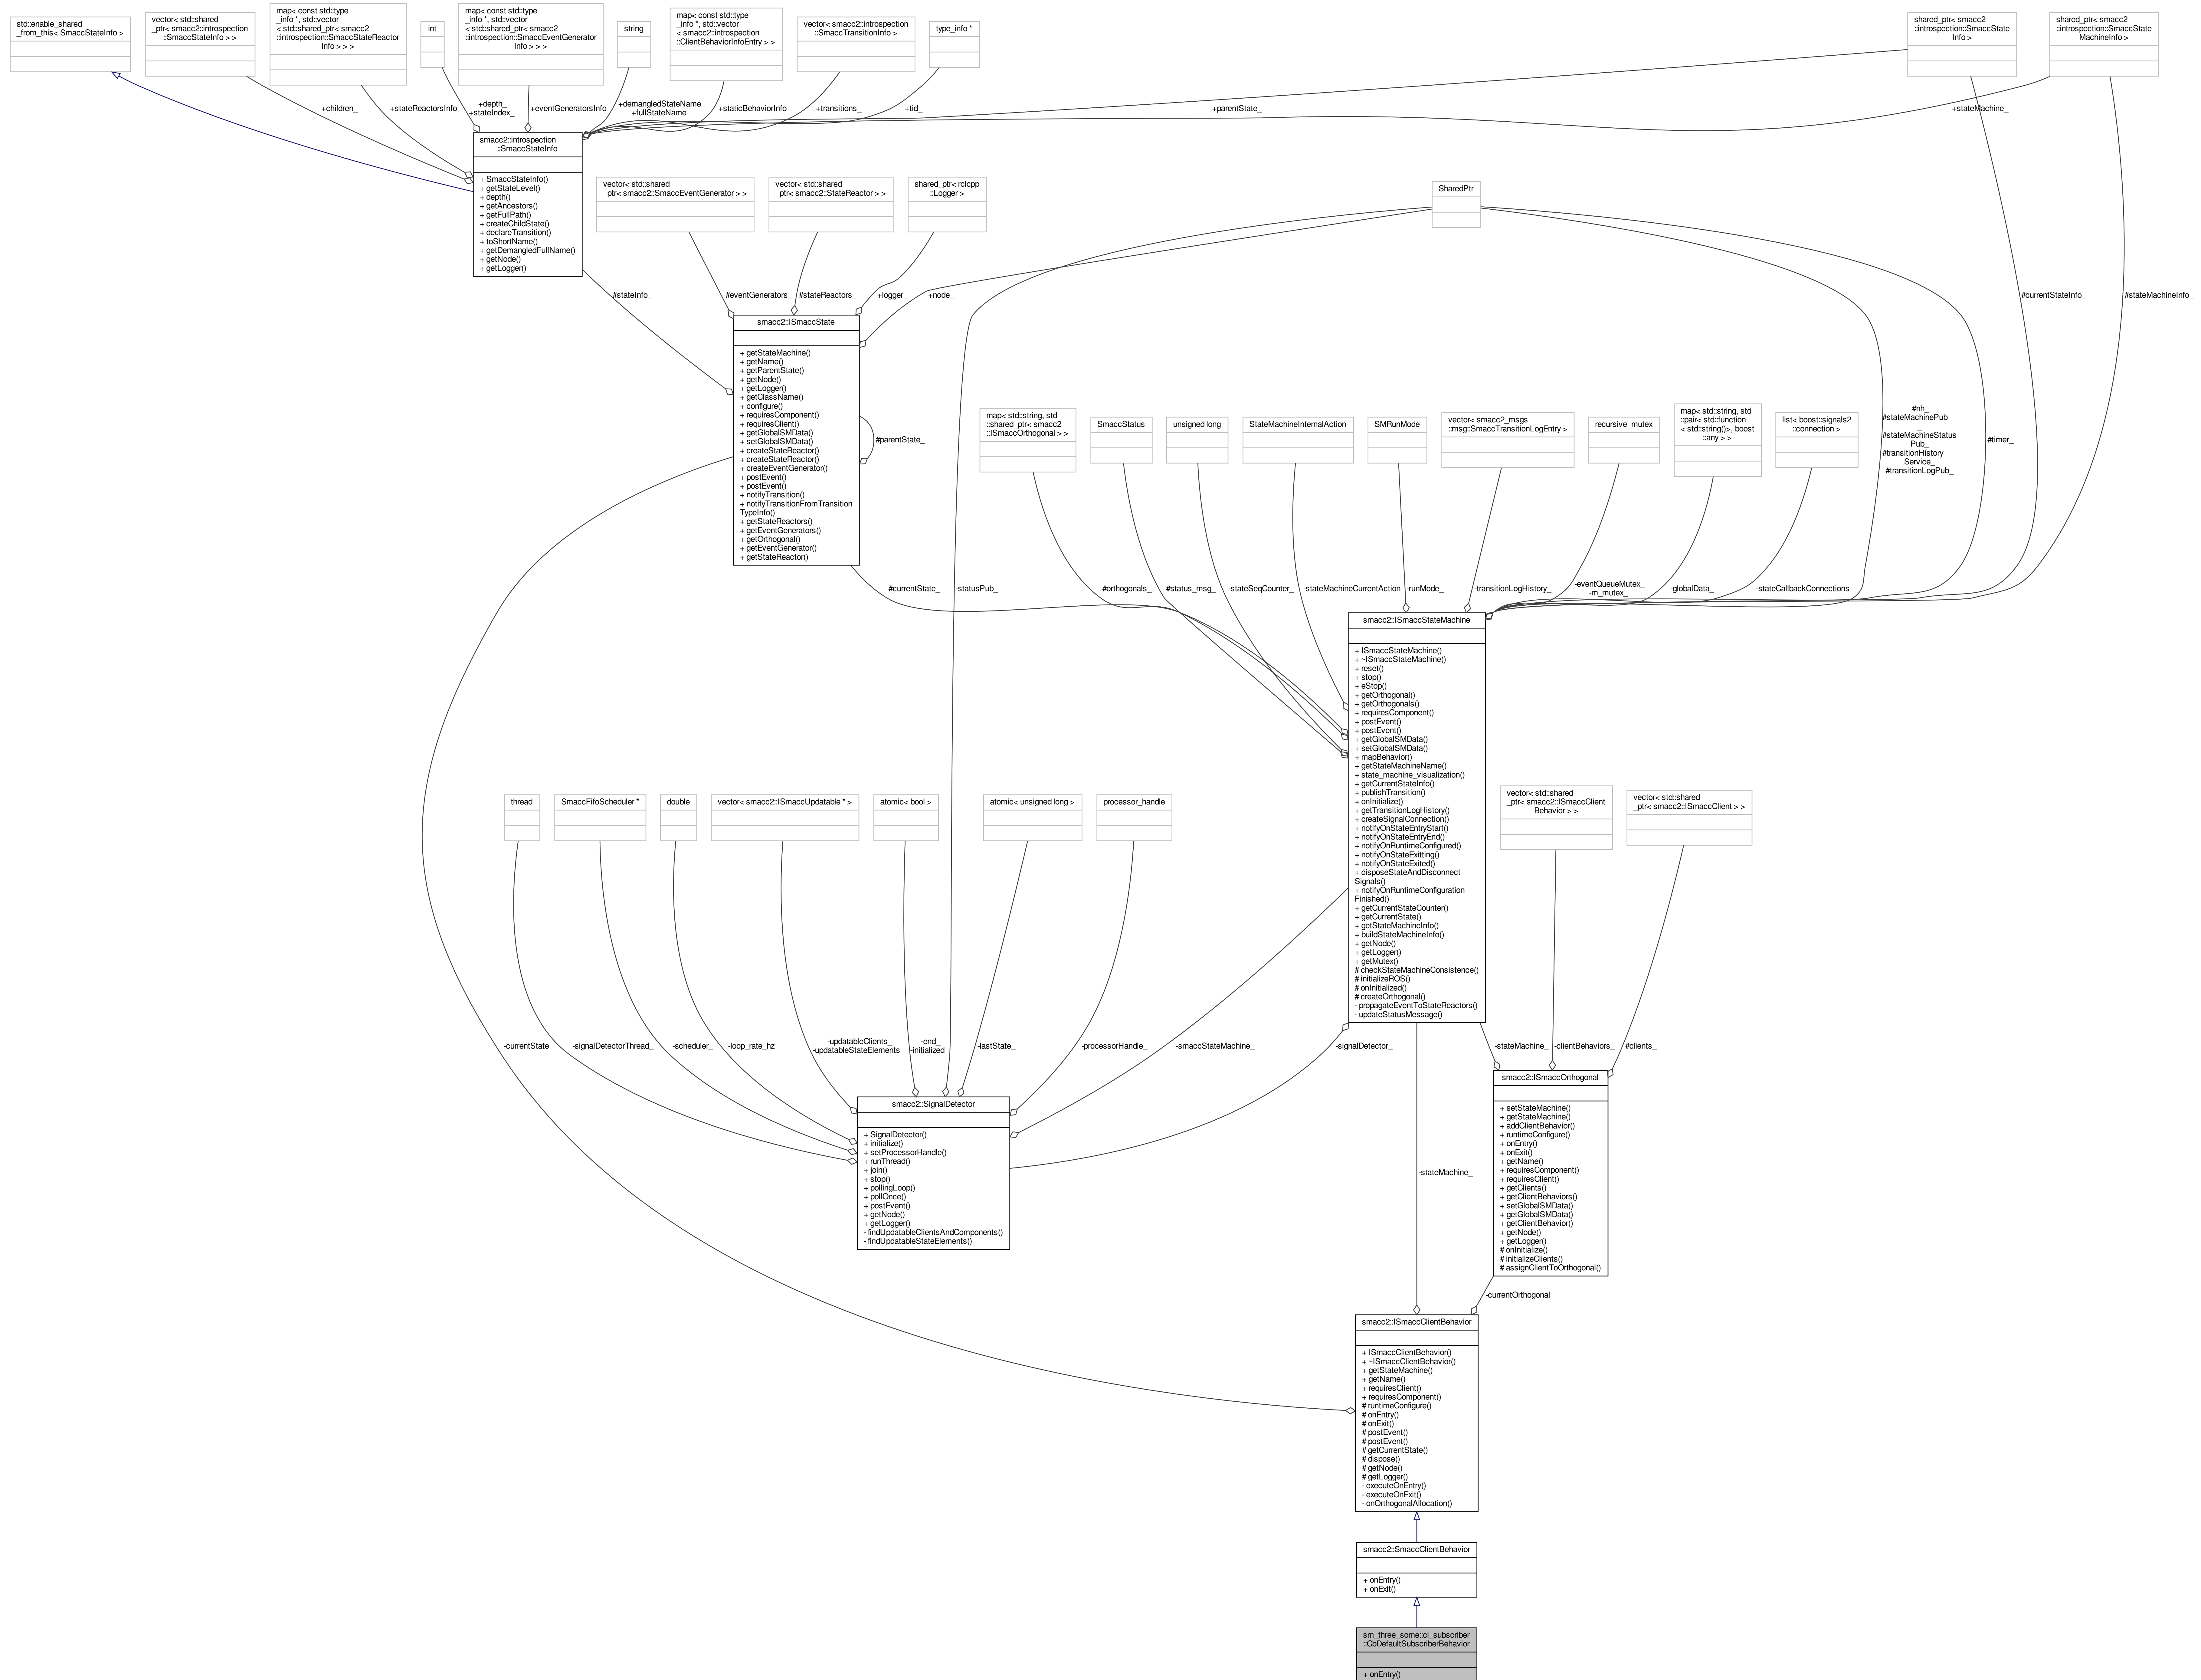 std::enable_shared
_from_this< SmaccStateInfo >
vector< std::shared
_ptr< smacc2::introspection
::SmaccStateInfo > >
map< const std::type
_info *, std::vector
< std::shared_ptr< smacc2
::introspection::SmaccStateReactor
Info > > >
int
map< const std::type
_info *, std::vector
< std::shared_ptr< smacc2
::introspection::SmaccEventGenerator
Info > > >
string
map< const std::type
_info *, std::vector
< smacc2::introspection
::ClientBehaviorInfoEntry > >
vector< smacc2::introspection
::SmaccTransitionInfo >
type_info *
shared_ptr< smacc2
::introspection::SmaccState
Info >
shared_ptr< smacc2
::introspection::SmaccState
MachineInfo >
+children_
+stateReactorsInfo
+depth_
+stateIndex_
+eventGeneratorsInfo
+demangledStateName
+fullStateName
+staticBehaviorInfo
+transitions_
+tid_
+parentState_
+stateMachine_
smacc2::introspection
::SmaccStateInfo
+ SmaccStateInfo()
+ getStateLevel()
+ depth()
+ getAncestors()
+ getFullPath()
+ createChildState()
+ declareTransition()
+ toShortName()
+ getDemangledFullName()
+ getNode()
+ getLogger()
vector< std::shared
_ptr< smacc2::SmaccEventGenerator > >
vector< std::shared
_ptr< smacc2::StateReactor > >
shared_ptr< rclcpp
::Logger >
SharedPtr
#stateInfo_
#eventGenerators_
#stateReactors_
+logger_
+node_
#currentStateInfo_
#stateMachineInfo_
smacc2::ISmaccState
+ getStateMachine()
+ getName()
+ getParentState()
+ getNode()
+ getLogger()
+ getClassName()
+ configure()
+ requiresComponent()
+ requiresClient()
+ getGlobalSMData()
+ setGlobalSMData()
+ createStateReactor()
+ createStateReactor()
+ createEventGenerator()
+ postEvent()
+ postEvent()
+ notifyTransition()
+ notifyTransitionFromTransition
TypeInfo()
+ getStateReactors()
+ getEventGenerators()
+ getOrthogonal()
+ getEventGenerator()
+ getStateReactor()
#parentState_
map< std::string, std
::shared_ptr< smacc2
::ISmaccOrthogonal > >
SmaccStatus
unsigned long
StateMachineInternalAction
SMRunMode
vector< smacc2_msgs
::msg::SmaccTransitionLogEntry >
recursive_mutex
map< std::string, std
::pair< std::function
< std::string()>, boost
::any > >
list< boost::signals2
::connection >
#nh_
#stateMachinePub
_
#stateMachineStatus
Pub_
#transitionHistory
Service_
#transitionLogPub_
#timer_
#currentState_
-statusPub_
#orthogonals_
#status_msg_
-stateSeqCounter_
-stateMachineCurrentAction
-runMode_
-transitionLogHistory_
-eventQueueMutex_
-m_mutex_
-globalData_
-stateCallbackConnections
smacc2::ISmaccStateMachine
+ ISmaccStateMachine()
+ ~ISmaccStateMachine()
+ reset()
+ stop()
+ eStop()
+ getOrthogonal()
+ getOrthogonals()
+ requiresComponent()
+ postEvent()
+ postEvent()
+ getGlobalSMData()
+ setGlobalSMData()
+ mapBehavior()
+ getStateMachineName()
+ state_machine_visualization()
+ getCurrentStateInfo()
+ publishTransition()
+ onInitialize()
+ getTransitionLogHistory()
+ createSignalConnection()
+ notifyOnStateEntryStart()
+ notifyOnStateEntryEnd()
+ notifyOnRuntimeConfigured()
+ notifyOnStateExitting()
+ notifyOnStateExited()
+ disposeStateAndDisconnect
Signals()
+ notifyOnRuntimeConfiguration
Finished()
+ getCurrentStateCounter()
+ getCurrentState()
+ getStateMachineInfo()
+ buildStateMachineInfo()
+ getNode()
+ getLogger()
+ getMutex()
# checkStateMachineConsistence()
# initializeROS()
# onInitialized()
# createOrthogonal()
- propagateEventToStateReactors()
- updateStatusMessage()
thread
SmaccFifoScheduler *
double
vector< smacc2::ISmaccUpdatable * >
atomic< bool >
atomic< unsigned long >
processor_handle
vector< std::shared
_ptr< smacc2::ISmaccClient
Behavior > >
vector< std::shared
_ptr< smacc2::ISmaccClient > >
-currentState
-signalDetectorThread_
-scheduler_
-loop_rate_hz
-updatableClients_
-updatableStateElements_
-end_
-initialized_
-lastState_
-processorHandle_
-smaccStateMachine_
-signalDetector_
-stateMachine_
-clientBehaviors_
#clients_
smacc2::SignalDetector
+ SignalDetector()
+ initialize()
+ setProcessorHandle()
+ runThread()
+ join()
+ stop()
+ pollingLoop()
+ pollOnce()
+ postEvent()
+ getNode()
+ getLogger()
- findUpdatableClientsAndComponents()
- findUpdatableStateElements()
smacc2::ISmaccOrthogonal
+ setStateMachine()
+ getStateMachine()
+ addClientBehavior()
+ runtimeConfigure()
+ onEntry()
+ onExit()
+ getName()
+ requiresComponent()
+ requiresClient()
+ getClients()
+ getClientBehaviors()
+ setGlobalSMData()
+ getGlobalSMData()
+ getClientBehavior()
+ getNode()
+ getLogger()
# onInitialize()
# initializeClients()
# assignClientToOrthogonal()
-stateMachine_
-currentOrthogonal
smacc2::ISmaccClientBehavior
+ ISmaccClientBehavior()
+ ~ISmaccClientBehavior()
+ getStateMachine()
+ getName()
+ requiresClient()
+ requiresComponent()
# runtimeConfigure()
# onEntry()
# onExit()
# postEvent()
# postEvent()
# getCurrentState()
# dispose()
# getNode()
# getLogger()
- executeOnEntry()
- executeOnExit()
- onOrthogonalAllocation()
smacc2::SmaccClientBehavior
+ onEntry()
+ onExit()
sm_three_some::cl_subscriber
::CbDefaultSubscriberBehavior
+ onEntry()